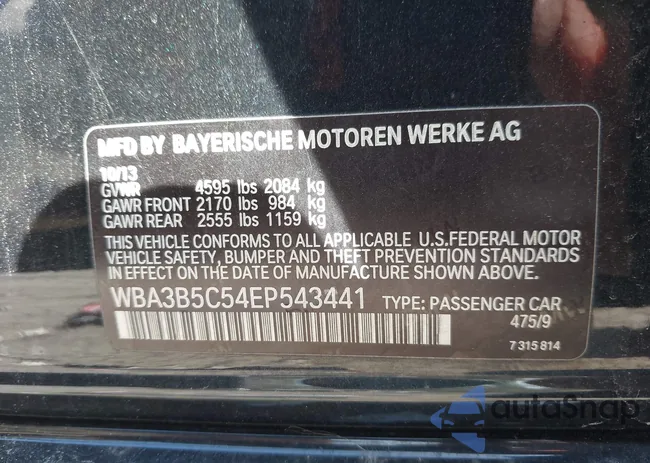 MFD BY BAYERISCHE MOTOREN WERKE AG
10/13
GVWR 4595 lbs 2084 kg
GAWR FRONT 2170 lbs 984 kg
GAWR REAR 2555 lbs 1159 kg
THIS VEHICLE CONFORMS TO ALL APPLICABLE U.S.FEDERAL MOTOR
VEHICLE SAFETY, BUMPER AND THEFT PREVENTION STANDARDS
IN EFFECT ON THE DATE OF MANUFACTURE SHOWN ABOVE.
WBA3B5C54EP543441 TYPE: PASSENGER CAR
475/9
7 315 814
autoSnap